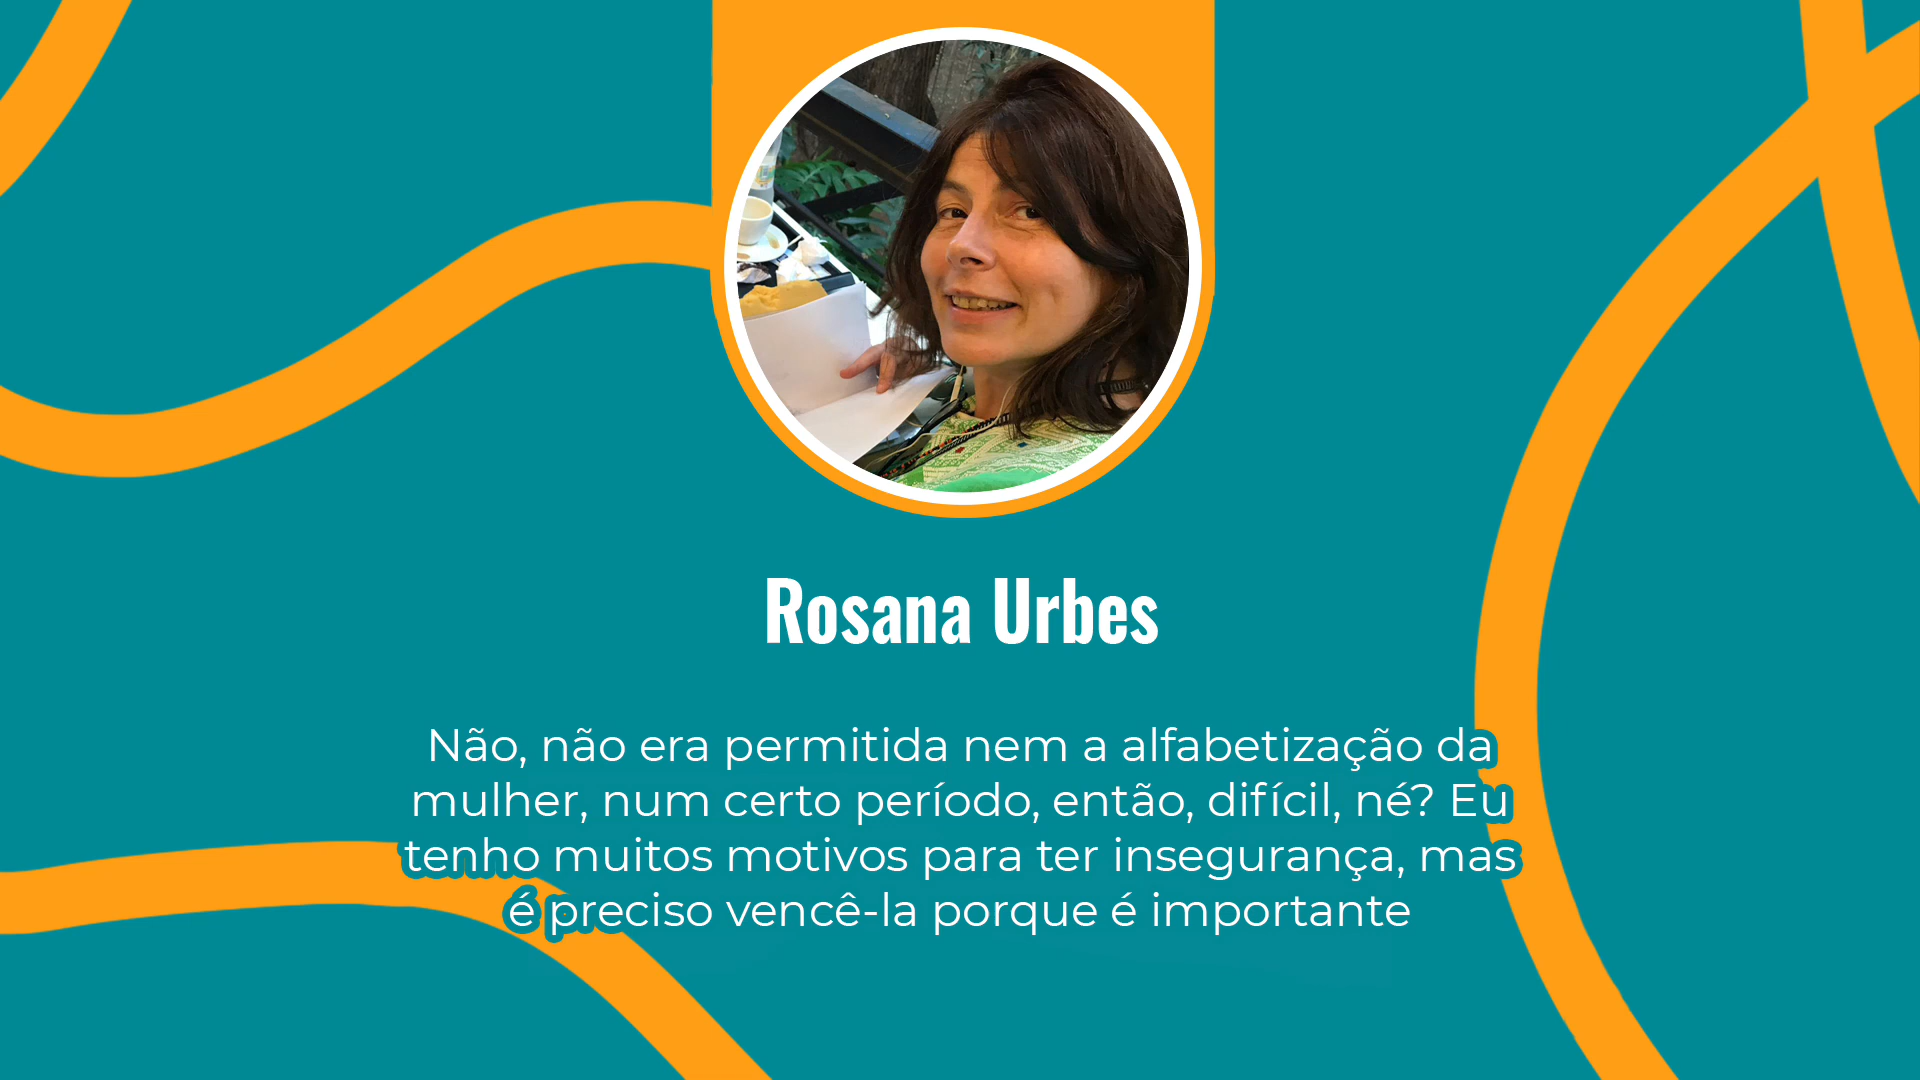 Rosana Urbes
Não, não era permitida nem a alfabetização da
mulher, num certo período, então, difícil, né? Eu
tenho muitos motivos para ter insegurança, mas
é preciso vencê-la porque é importante